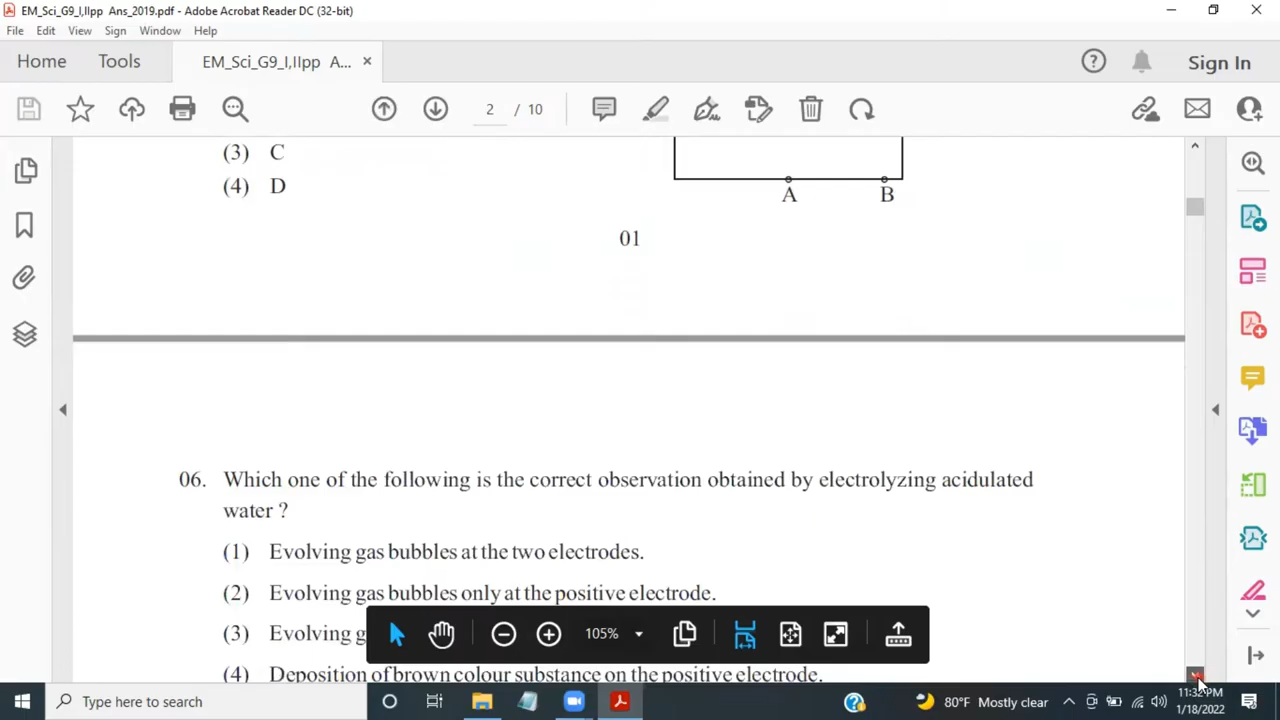 EM_Sci_G9_I,IIpp Ans_2019.pdf - Adobe Acrobat Reader DC (32-bit)
File Edit View Sign Window Help
Home Tools EM_Sci_G9_I,IIpp A... × Sign In
2 / 10
(3) C
(4) D
A B
01
06. Which one of the following is the correct observation obtained by electrolyzing acidulated
water ?
(1) Evolving gas bubbles at the two electrodes.
(2) Evolving gas bubbles only at the positive electrode.
(3) Evolving g
105%
(4) Deposition of brown colour substance on the positive electrode.
Type here to search
80°F Mostly clear
11:32 PM
1/18/2022